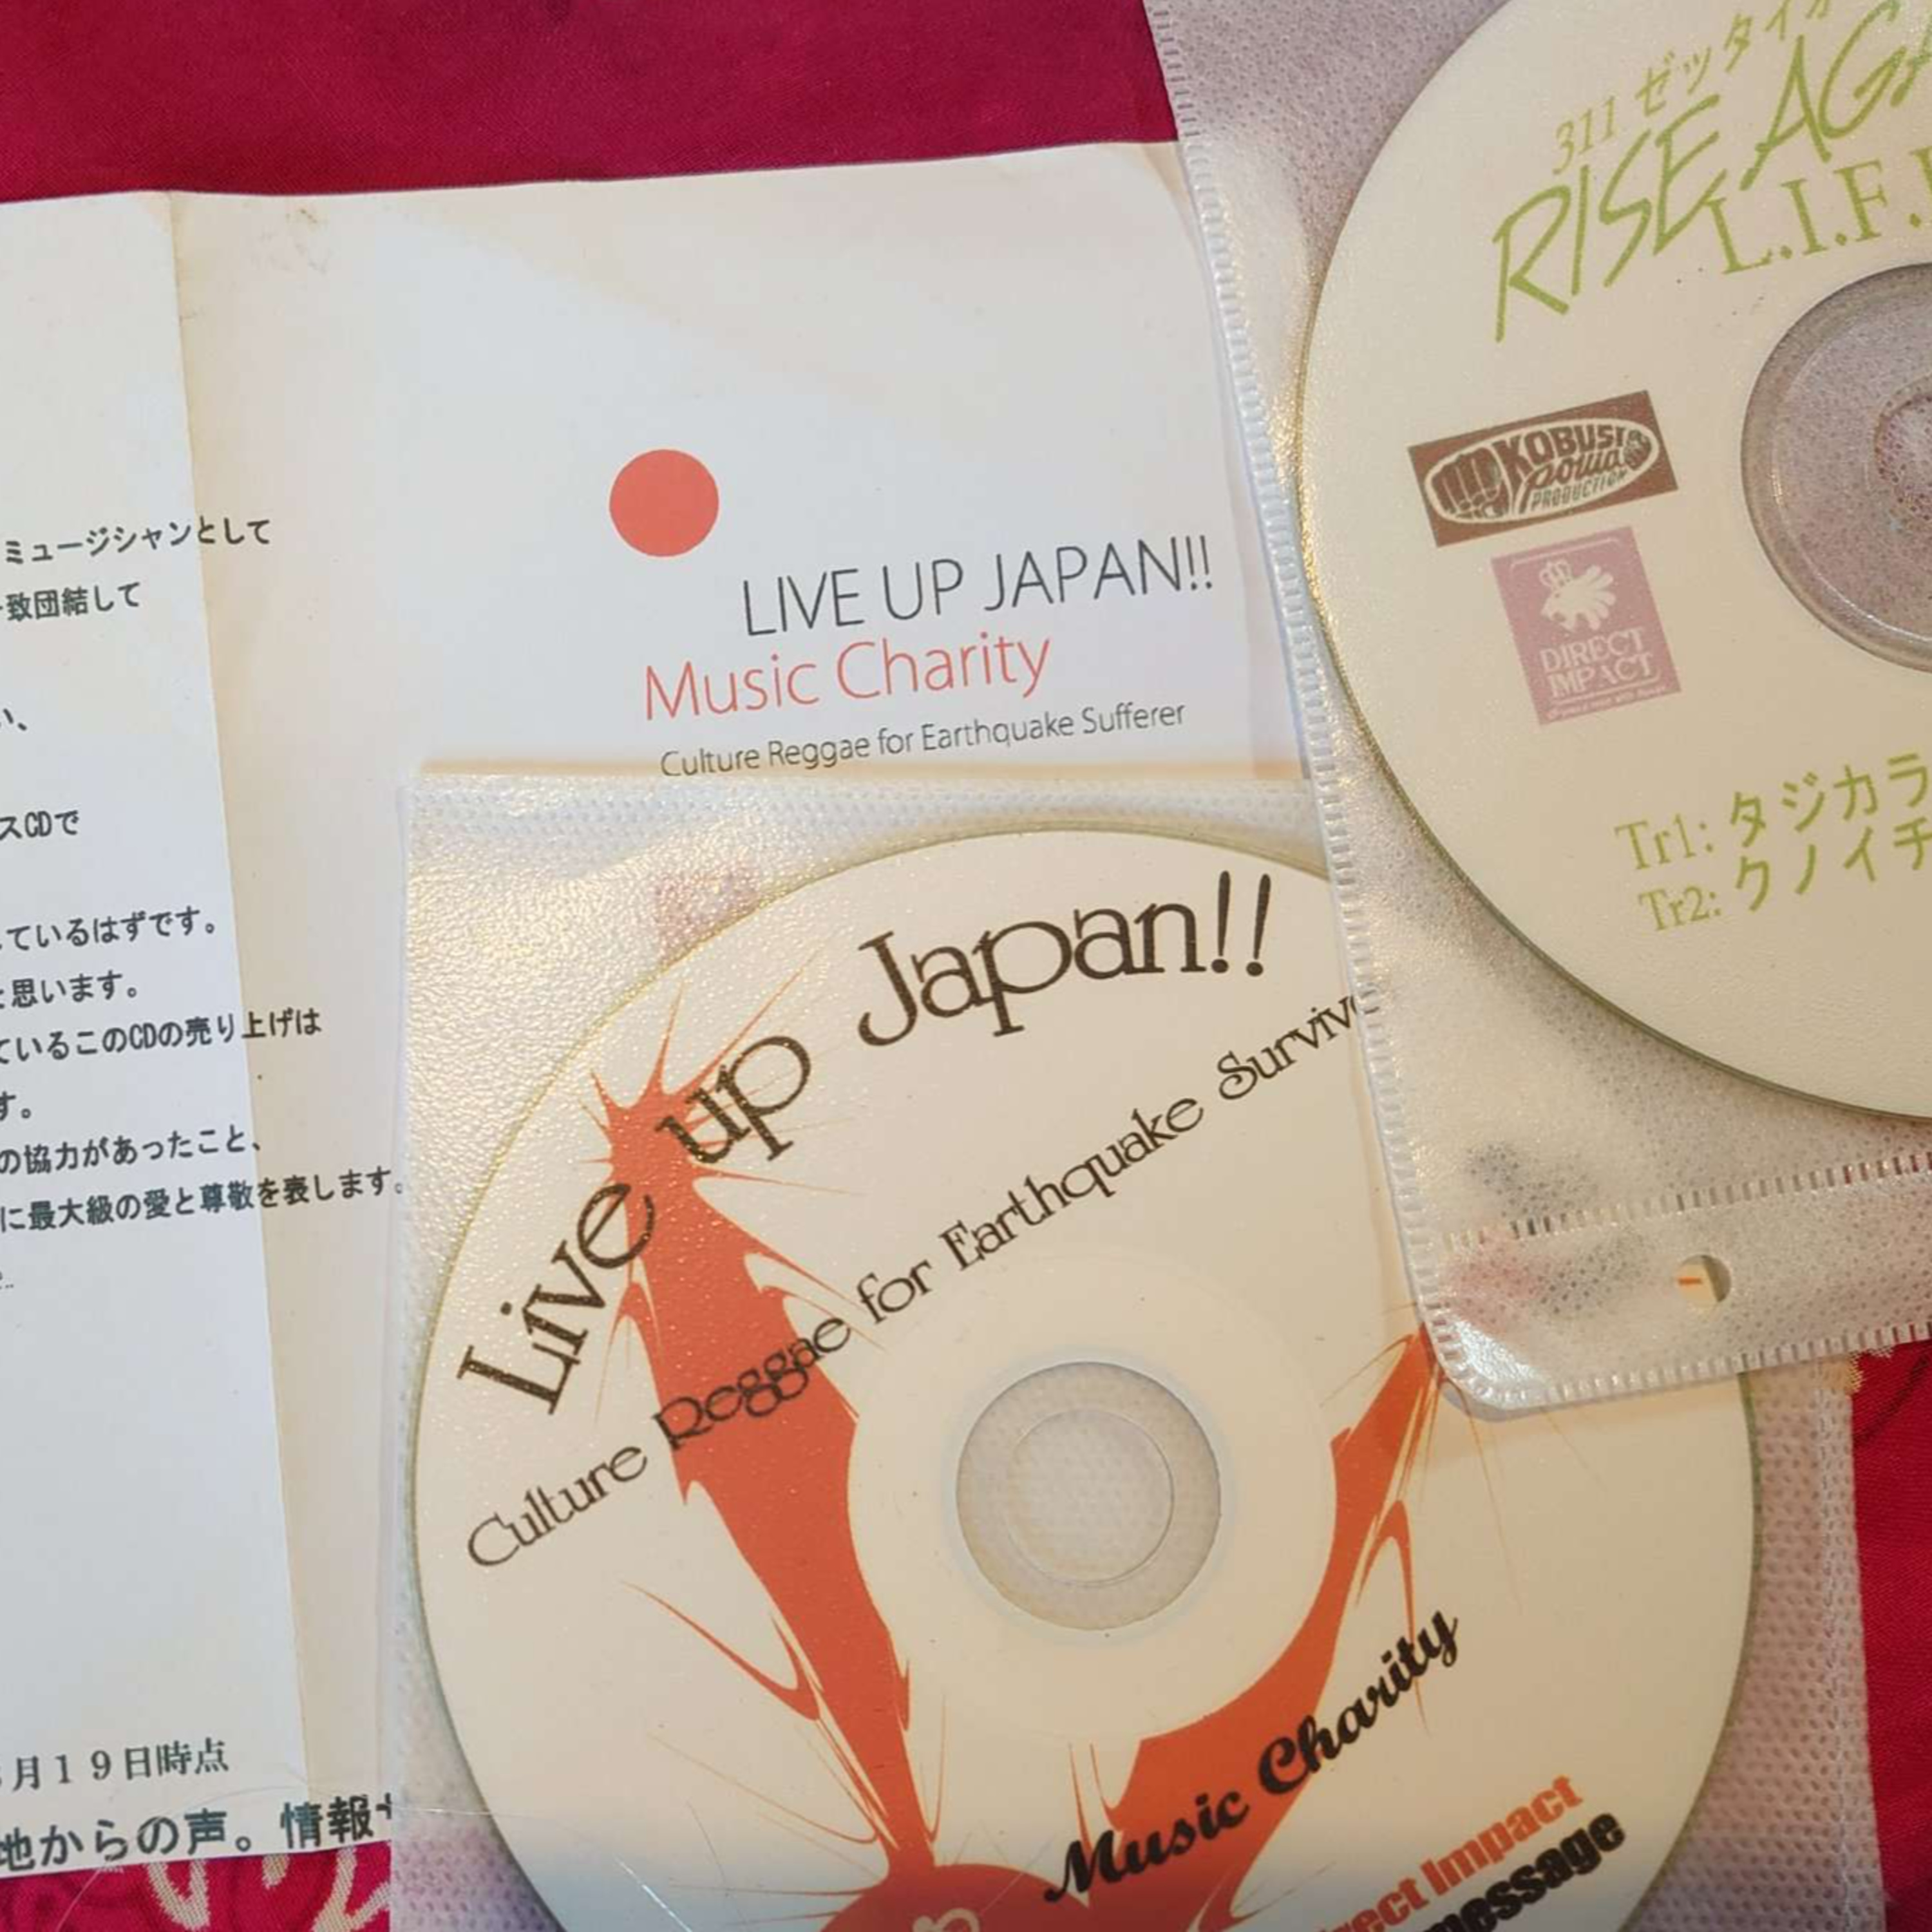 ミュージシャンとして
致団結して
い、
スCDで
ているはずです。
と思います。
ているこのCDの売り上げは
す。
の協力があったこと、
に最大級の愛と尊敬を表します。
月１９日時点
地からの声。情報
LIVE UP JAPAN!!
Music Charity
Culture Reggae for Earthquake Sufferer
Live up Japan!!
Culture Reggae for Earthquake
Music Charity
Impact
message
311 ゼッタイ
RISE
L.I.F.
KOBUSI
powa
PRODUCTION
DIRECT
IMPACT
Tr1: タジカラ
Tr2: クノイチ